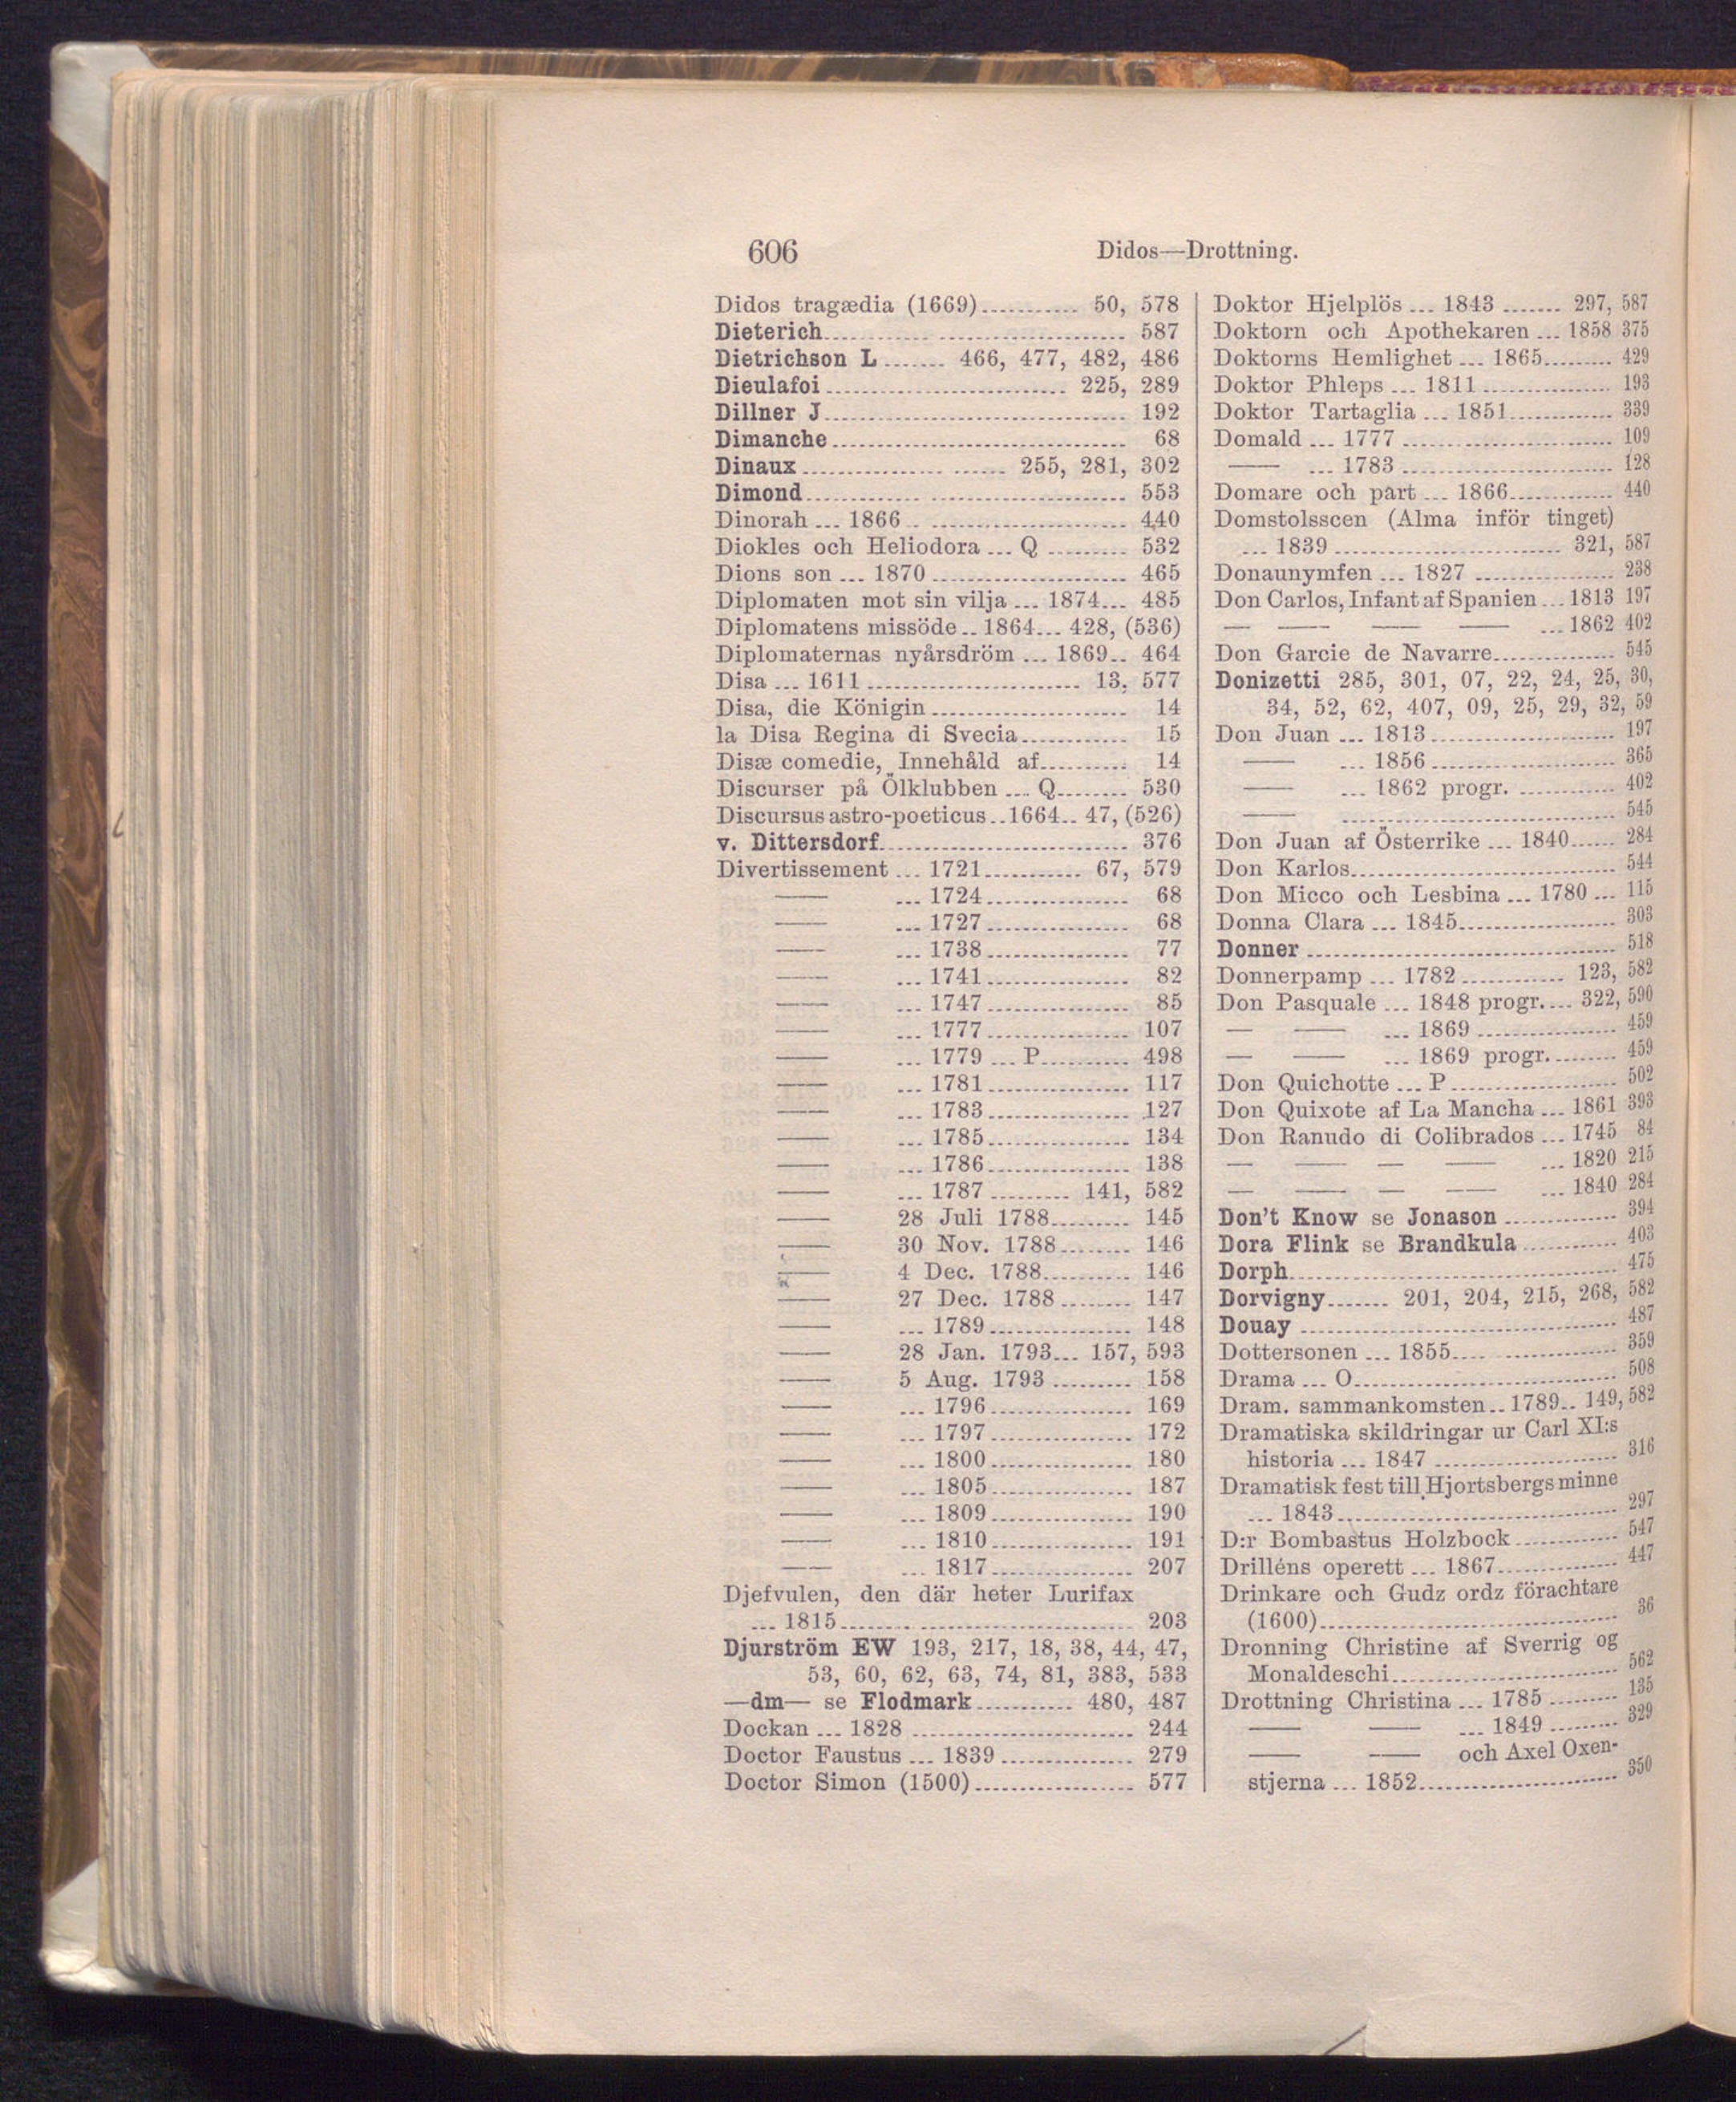 606
Didos—Drottning.
Didos tragædia (1669)........... 50, 578
Dieterich.................................. 587
Dietrichson L....... 466, 477, 482, 486
Dieulafoi........................... 225, 289
Dillner J.................................. 192
Dimanche................................. 68
Dinaux....................... 255, 281, 302
Dimond................................... 553
Dinorah ... 1866........................ 440
Diokles och Heliodora ... Q ......... 532
Dions son ... 1870...................... 465
Diplomaten mot sin vilja ... 1874... 485
Diplomatens missöde.. 1864... 428, (536)
Diplomaternas nyårsdröm ... 1869.. 464
Disa ... 1611........................ 13, 577
Disa, die Königin...................... 14
la Disa Regina di Svecia............ 15
Disæ comedie, Innehåld af.......... 14
Discurser på Ölklubben ... Q........ 530
Discursus astro-poeticus..1664.. 47, (526)
v. Dittersdorf............................ 376
Divertissement ... 1721........... 67, 579
—— ... 1724................ 68
—— ... 1727................ 68
—— ... 1738................ 77
—— ... 1741................ 82
—— ... 1747................ 85
—— ... 1777................ 107
—— ... 1779 ... P.......... 498
—— ... 1781................ 117
—— ... 1783................ 127
—— ... 1785................ 134
—— ... 1786................ 138
—— ... 1787......... 141, 582
—— 28 Juli 1788......... 145
—— 30 Nov. 1788........ 146
—— 4 Dec. 1788.......... 146
—— 27 Dec. 1788........ 147
—— ... 1789................ 148
—— 28 Jan. 1793... 157, 593
—— 5 Aug. 1793......... 158
—— ... 1796................ 169
—— ... 1797................ 172
—— ... 1800................ 180
—— ... 1805................ 187
—— ... 1809................ 190
—— ... 1810................ 191
—— ... 1817................ 207
Djefvulen, den där heter Lurifax
... 1815................................. 203
Djurström EW 193, 217, 18, 38, 44, 47,
53, 60, 62, 63, 74, 81, 383, 533
—dm— se Flodmark........... 480, 487
Dockan ... 1828......................... 244
Doctor Faustus ... 1839............... 279
Doctor Simon (1500).................. 577
Doktor Hjelplös ... 1843....... 297, 587
Doktorn och Apothekaren ... 1858 375
Doktorns Hemlighet ... 1865........ 429
Doktor Phleps ... 1811............... 193
Doktor Tartaglia ... 1851............ 339
Domald ... 1777........................ 109
—— ... 1783........................ 128
Domare och part ... 1866............ 440
Domstolsscen (Alma inför tinget)
... 1839.......................... 321, 587
Donaunymfen ... 1827................ 238
Don Carlos, Infant af Spanien...1813 197
— —— —— —— ...1862 402
Don Garcie de Navarre.............. 545
Donizetti 285, 301, 07, 22, 24, 25, 30,
34, 52, 62, 407, 09, 25, 29, 32, 59
Don Juan ... 1813..................... 197
—— ... 1856..................... 365
—— ... 1862 progr. ........... 402
—— ............................... 545
Don Juan af Österrike ... 1840...... 284
Don Karlos.............................. 544
Don Micco och Lesbina ... 1780... 115
Donna Clara ... 1845.................. 303
Donner................................... 518
Donnerpamp ... 1782............ 123, 582
Don Pasquale ... 1848 progr.... 322, 590
— —— ... 1869................ 459
— —— ... 1869 progr........ 459
Don Quichotte ... P................... 502
Don Quixote af La Mancha ... 1861 393
Don Ranudo di Colibrados ... 1745 84
— —— — —— ... 1820 215
— —— — —— ... 1840 284
Don't Know se Jonason.............. 394
Dora Flink se Brandkula............ 403
Dorph..................................... 475
Dorvigny....... 201, 204, 215, 268, 582
Douay.................................... 487
Dottersonen ... 1855.................. 359
Drama ... O.............................. 508
Dram. sammankomsten..1789.. 149, 582
Dramatiska skildringar ur Carl XI:s
historia ... 1847..................... 316
Dramatisk fest till Hjortsbergs minne
... 1843................................ 297
D:r Bombastus Holzbock............ 547
Drilléns operett ... 1867.............. 447
Drinkare och Gudz ordz förachtare
(1600).................................. 36
Dronning Christine af Sverrig og
Monaldeschi.......................... 562
Drottning Christina ... 1785......... 135
—— —— ... 1849......... 329
—— —— och Axel Oxen-
stjerna ... 1852....................... 350